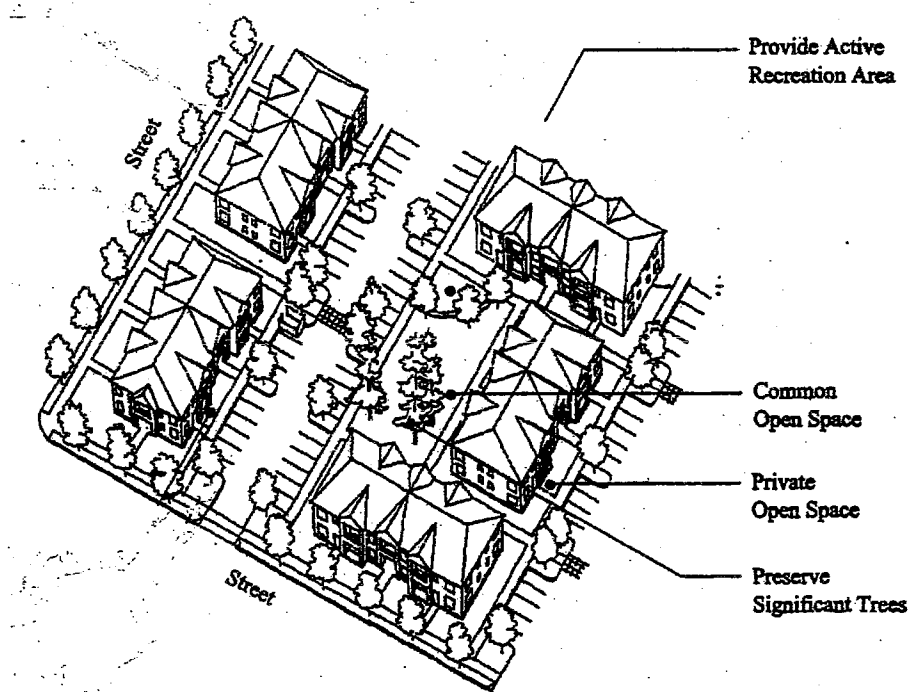 Provide Active
Recreation Area
Street
Common
Open Space
Private
Open Space
Street
Preserve
Significant Trees